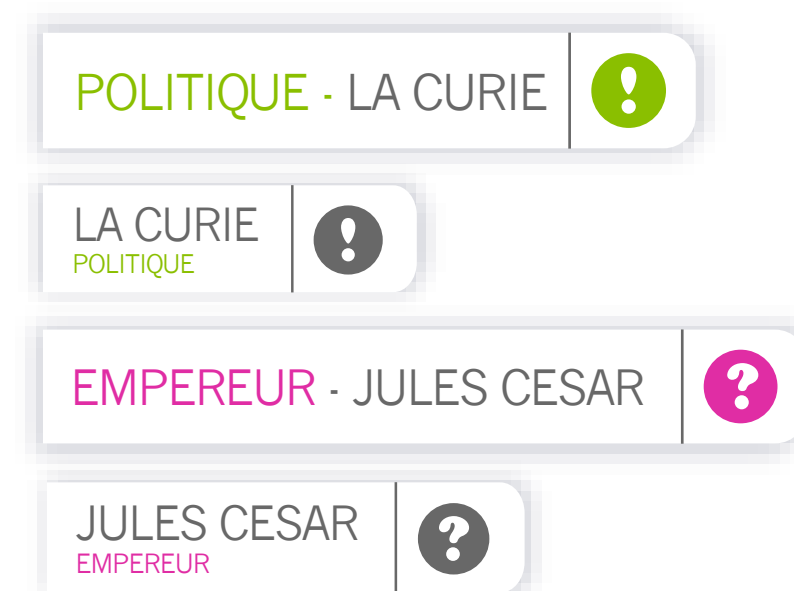 POLITIQUE - LA CURIE
LA CURIE
POLITIQUE
EMPEREUR - JULES CESAR
JULES CESAR
EMPEREUR